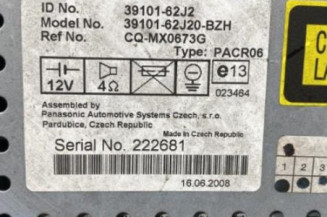 ID No. 39101-62J2
Model No. 39101-62J20-BZH
Ref No. CQ-MX0673G
Type: PACR06
12V 4Ω e13
023464
Assembled by
Panasonic Automotive Systems Czech, s.r.o.
Pardubice, Czech Republic
Made in Czech Republic
Serial No. 222681
16.06.2008
1 2 3